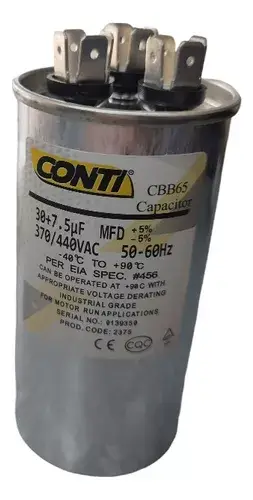 CONTI
CBB65
Capacitor
30+7.5μF MFD +5%
-5%
370/440VAC 50-60Hz
-40℃ TO +90℃
PER EIA SPEC. #456
CAN BE OPERATED AT +90℃ WITH
APPROPRIATE VOLTAGE DERATING
INDUSTRIAL GRADE
FOR MOTOR RUN APPLICATIONS
SERIAL NO.: 0130350
PROD. CODE: 2375
CE CQC